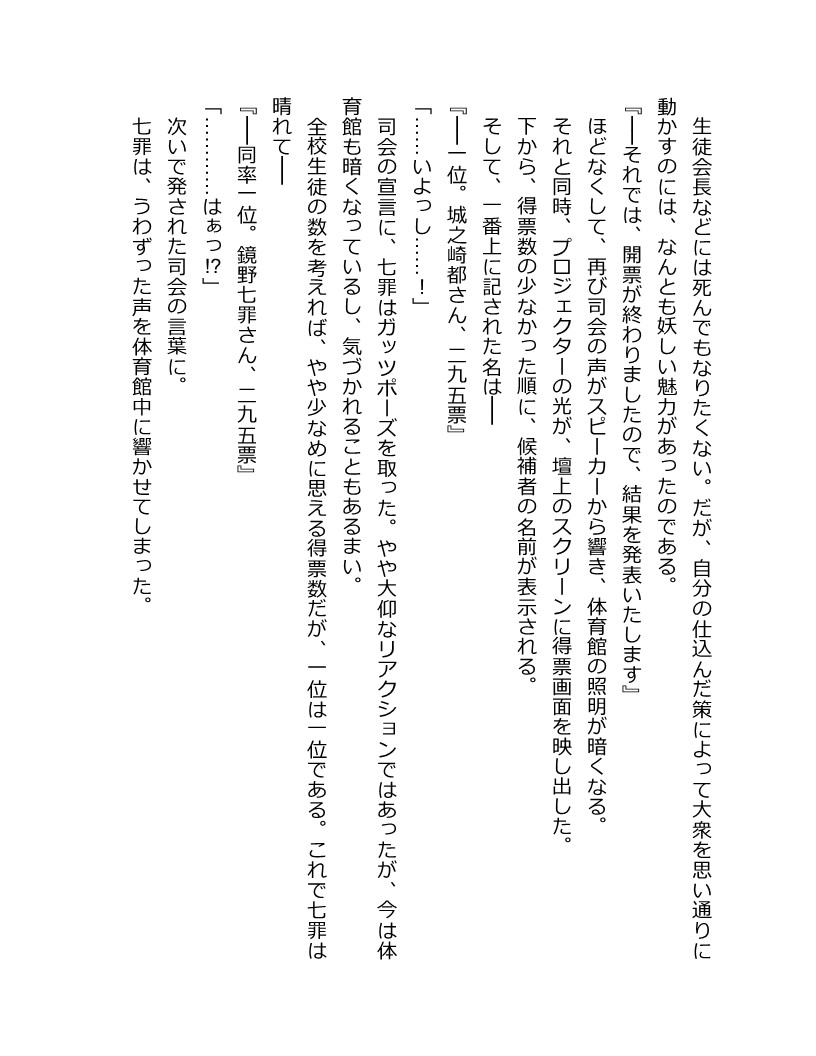 生徒会長などには死んでもなりたくない。だが、自分の仕込んだ策によって大衆を思い通りに
動かすのには、なんとも妖しい魅力があったのである。
『――それでは、開票が終わりましたので、結果を発表いたします』
　ほどなくして、再び司会の声がスピーカーから響き、体育館の照明が暗くなる。
　それと同時、プロジェクターの光が、壇上のスクリーンに得票画面を映し出した。
　下から、得票数の少なかった順に、候補者の名前が表示される。
　そして、一番上に記された名は――
『――一位。城之崎都さん、二九五票』
「……いよっし……！」
　司会の宣言に、七罪はガッツポーズを取った。やや大仰なリアクションではあったが、今は体
育館も暗くなっているし、気づかれることもあるまい。
　全校生徒の数を考えれば、やや少なめに思える得票数だが、一位は一位である。これで七罪は
晴れて――
『――同率一位。鏡野七罪さん、二九五票』
「…………はぁっ!?」
　次いで発された司会の言葉に。
　七罪は、うわずった声を体育館中に響かせてしまった。